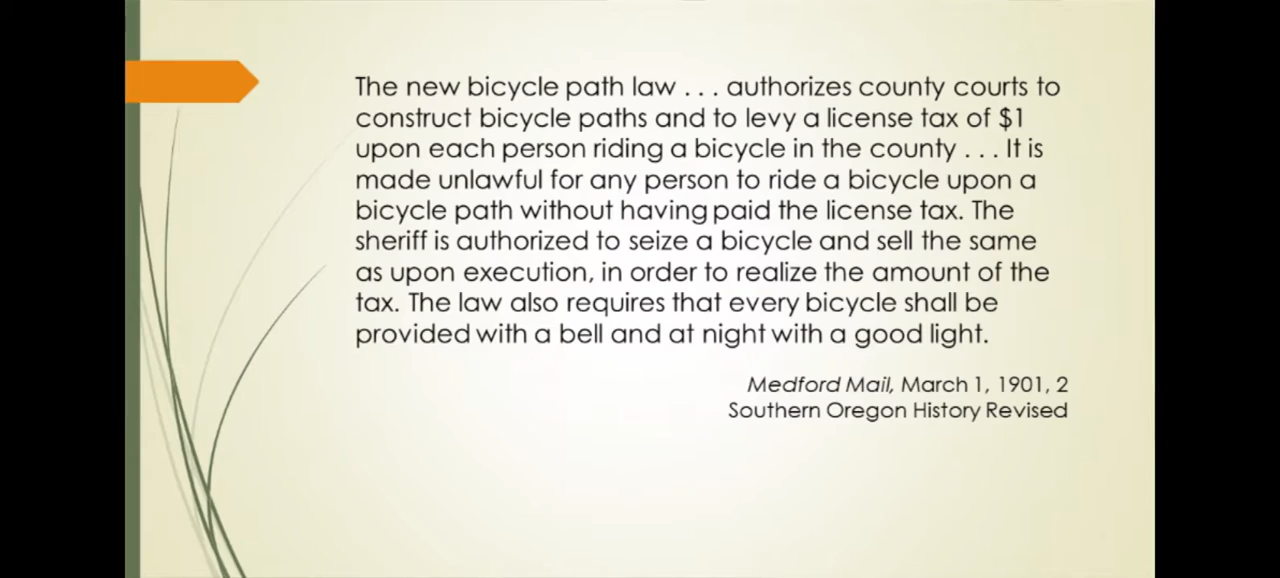 The new bicycle path law . . . authorizes county courts to
construct bicycle paths and to levy a license tax of $1
upon each person riding a bicycle in the county . . . It is
made unlawful for any person to ride a bicycle upon a
bicycle path without having paid the license tax. The
sheriff is authorized to seize a bicycle and sell the same
as upon execution, in order to realize the amount of the
tax. The law also requires that every bicycle shall be
provided with a bell and at night with a good light.
Medford Mail, March 1, 1901, 2
Southern Oregon History Revised